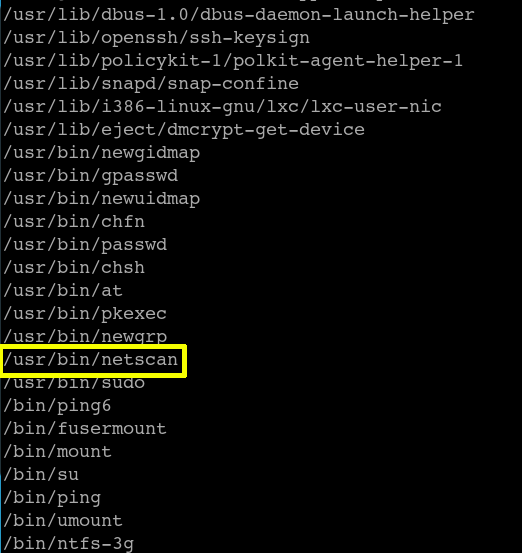 /usr/lib/dbus-1.0/dbus-daemon-launch-helper
/usr/lib/openssh/ssh-keysign
/usr/lib/policykit-1/polkit-agent-helper-1
/usr/lib/snapd/snap-confine
/usr/lib/i386-linux-gnu/lxc/lxc-user-nic
/usr/lib/eject/dmcrypt-get-device
/usr/bin/newgidmap
/usr/bin/gpasswd
/usr/bin/newuidmap
/usr/bin/chfn
/usr/bin/passwd
/usr/bin/chsh
/usr/bin/at
/usr/bin/pkexec
/usr/bin/newgrp
/usr/bin/netscan
/usr/bin/sudo
/bin/ping6
/bin/fusermount
/bin/mount
/bin/su
/bin/ping
/bin/umount
/bin/ntfs-3g